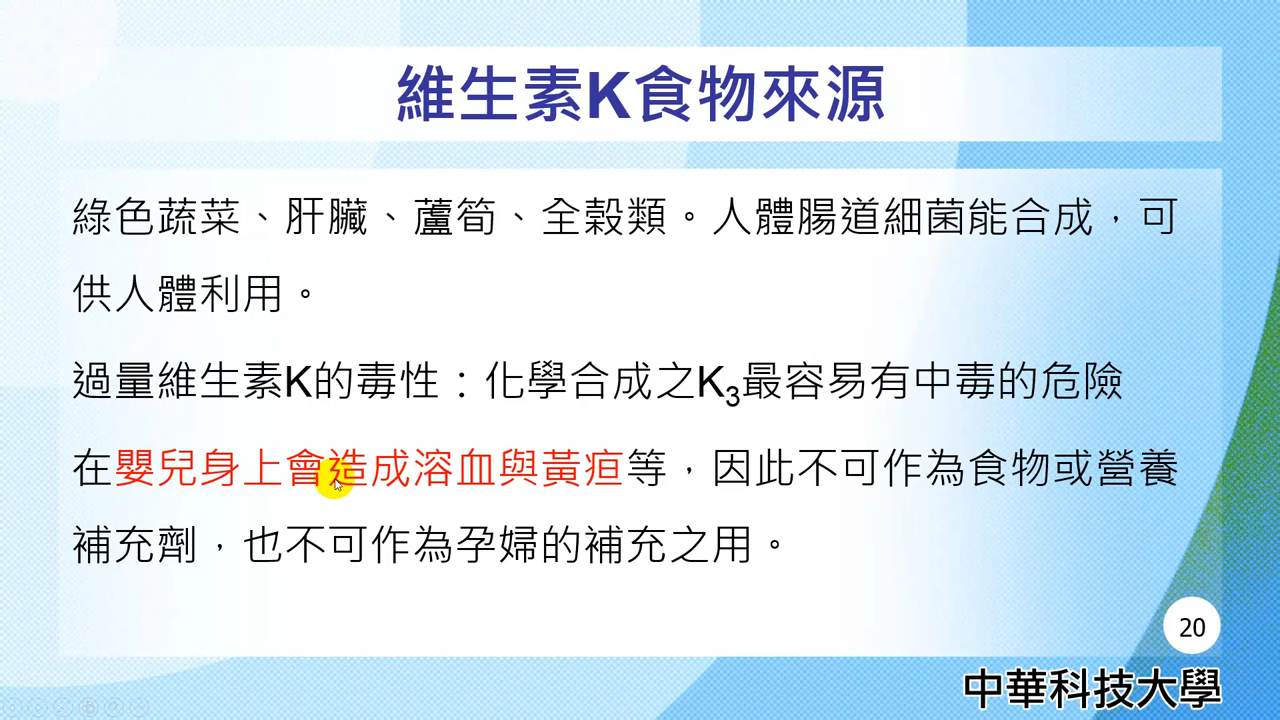 維生素K食物來源
綠色蔬菜、肝臟、蘆筍、全穀類。人體腸道細菌能合成，可
供人體利用。
過量維生素K的毒性：化學合成之K₃最容易有中毒的危險
在嬰兒身上會造成溶血與黃疸等，因此不可作為食物或營養
補充劑，也不可作為孕婦的補充之用。
20
中華科技大學